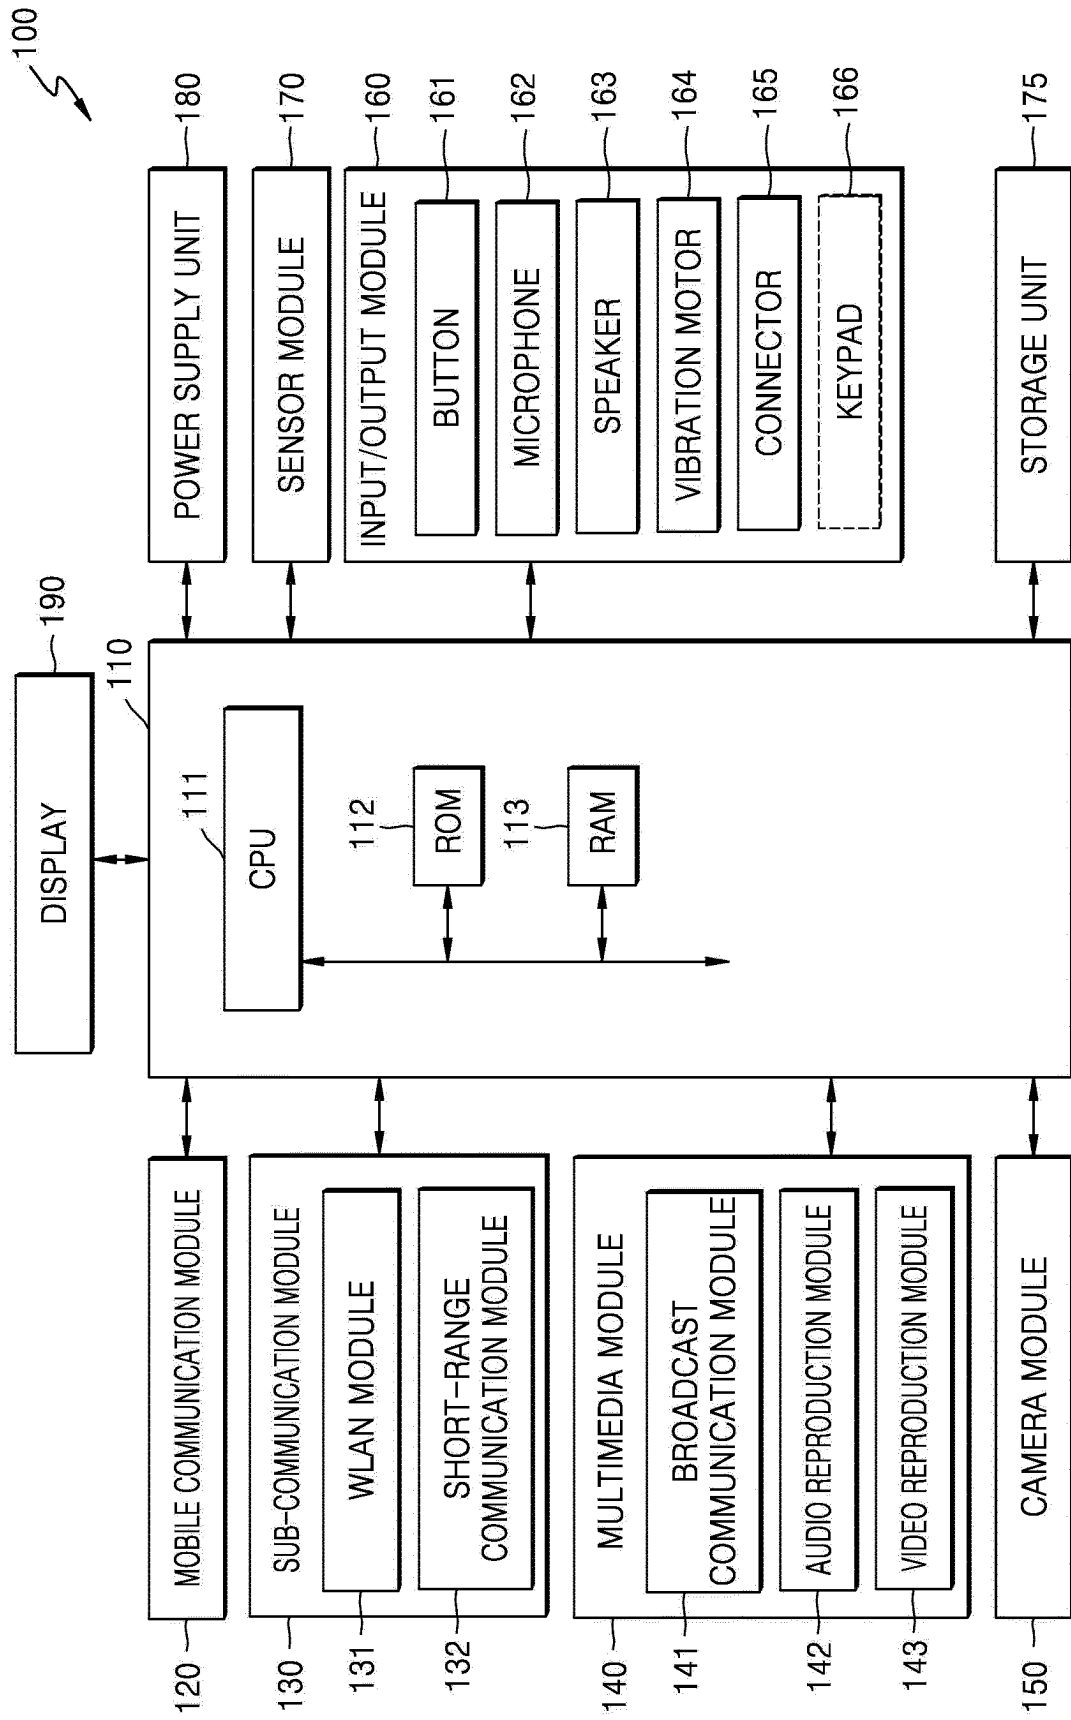 100
DISPLAY
190
110
CPU
111
ROM
112
RAM
113
MOBILE COMMUNICATION MODULE
120
SUB-COMMUNICATION MODULE
130
WLAN MODULE
131
SHORT-RANGE
COMMUNICATION MODULE
132
MULTIMEDIA MODULE
140
BROADCAST
COMMUNICATION MODULE
141
AUDIO REPRODUCTION MODULE
142
VIDEO REPRODUCTION MODULE
143
CAMERA MODULE
150
POWER SUPPLY UNIT
180
SENSOR MODULE
170
INPUT/OUTPUT MODULE
160
BUTTON
161
MICROPHONE
162
SPEAKER
163
VIBRATION MOTOR
164
CONNECTOR
165
KEYPAD
166
STORAGE UNIT
175